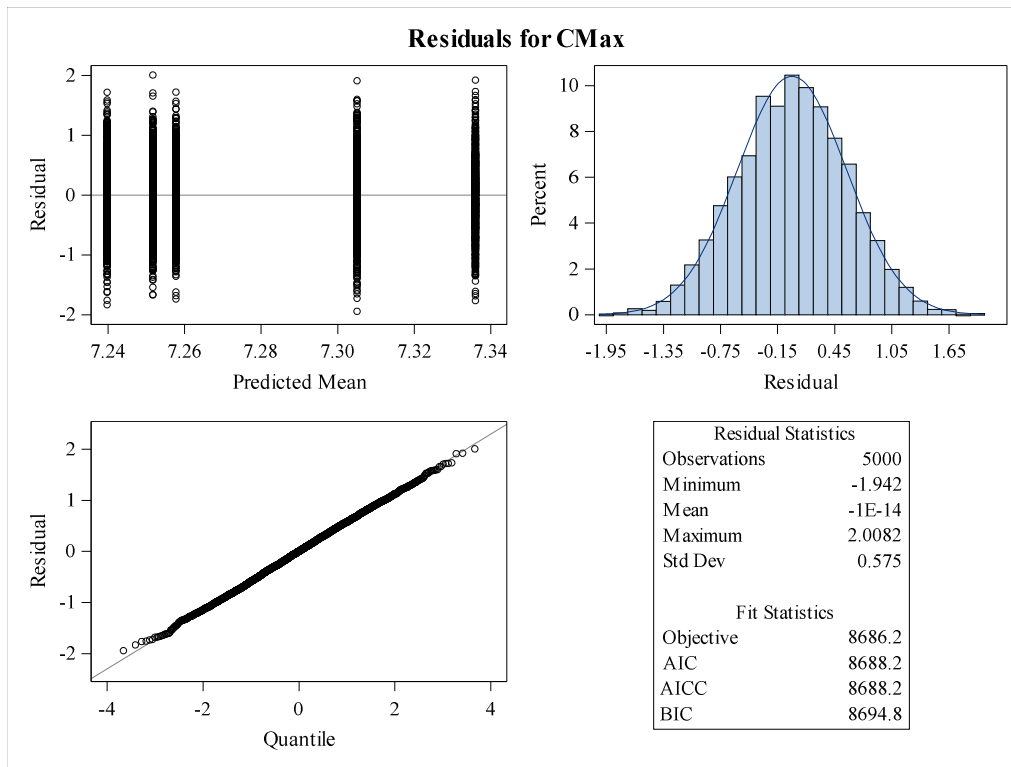 Residuals for CMax
2
1
0
-1
-2
Residual
7.24 7.26 7.28 7.30 7.32 7.34
Predicted Mean
10
8
6
4
2
0
Percent
-1.95 -1.35 -0.75 -0.15 0.45 1.05 1.65
Residual
2
1
0
-1
-2
Residual
-4 -2 0 2 4
Quantile
Residual Statistics
Observations 5000
Minimum -1.942
Mean -1E-14
Maximum 2.0082
Std Dev 0.575
Fit Statistics
Objective 8686.2
AIC 8688.2
AICC 8688.2
BIC 8694.8